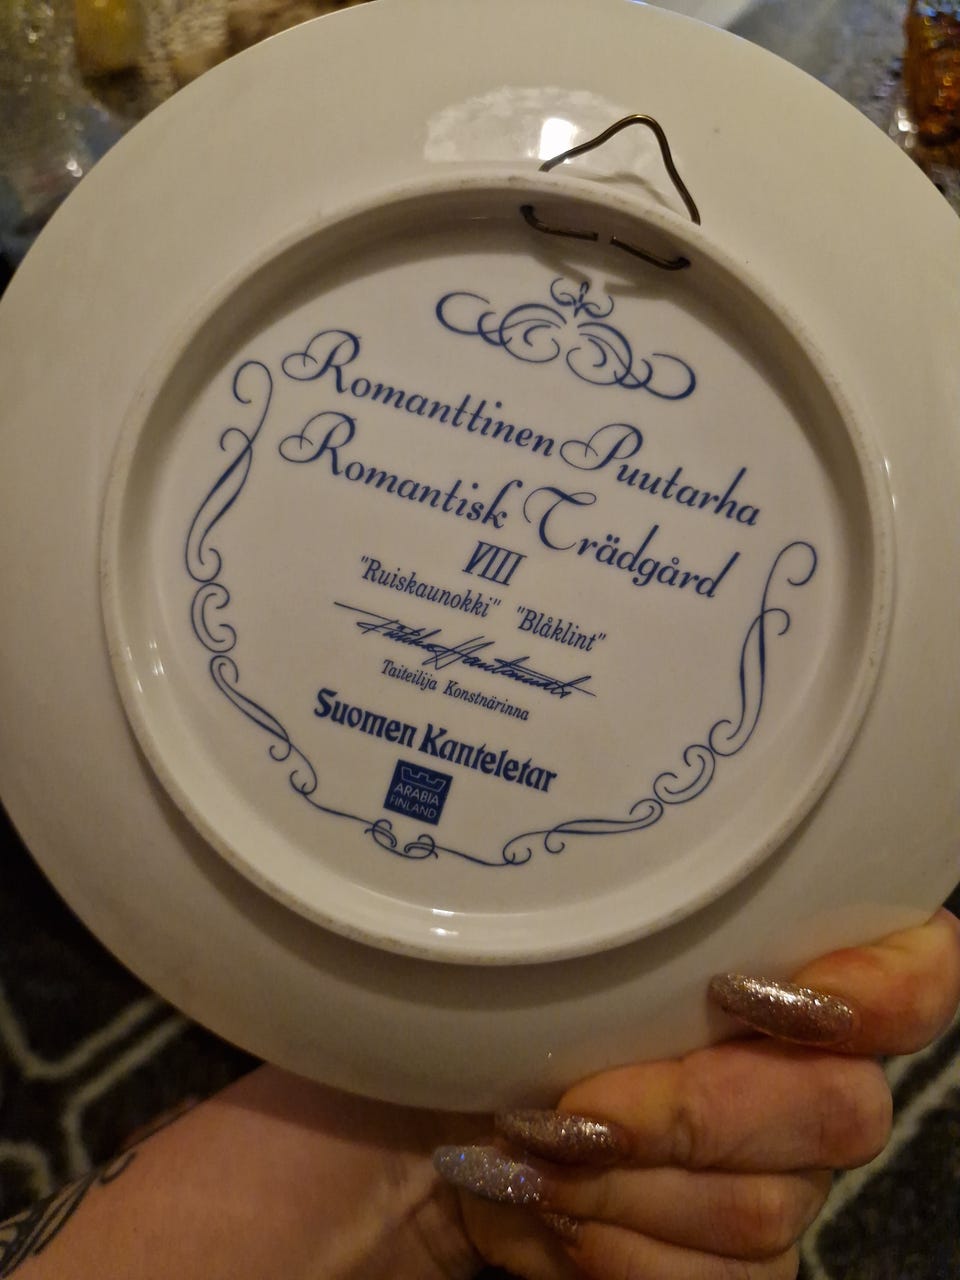 Romanttinen Puutarha
Romantisk Trädgård
VIII
"Ruiskaunokki" "Blåklint"
Taiteilija Konstnärinna
Suomen Kanteletar
ARABIA
FINLAND